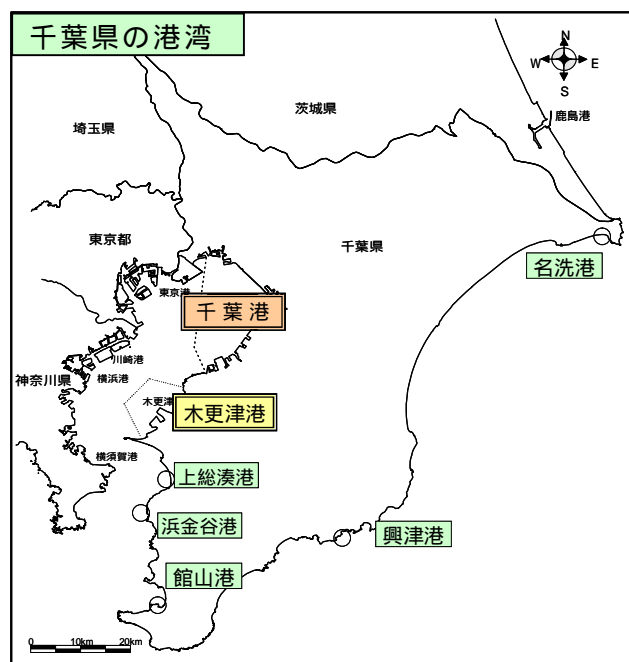 千葉県の港湾
N
W
E
S
茨城県
鹿島港
埼玉県
東京都
千葉県
名洗港
東京港
千葉港
川崎港
神奈川県
横浜港
木更津
木更津港
横須賀港
上総湊港
浜金谷港
興津港
館山港
0 10km 20km